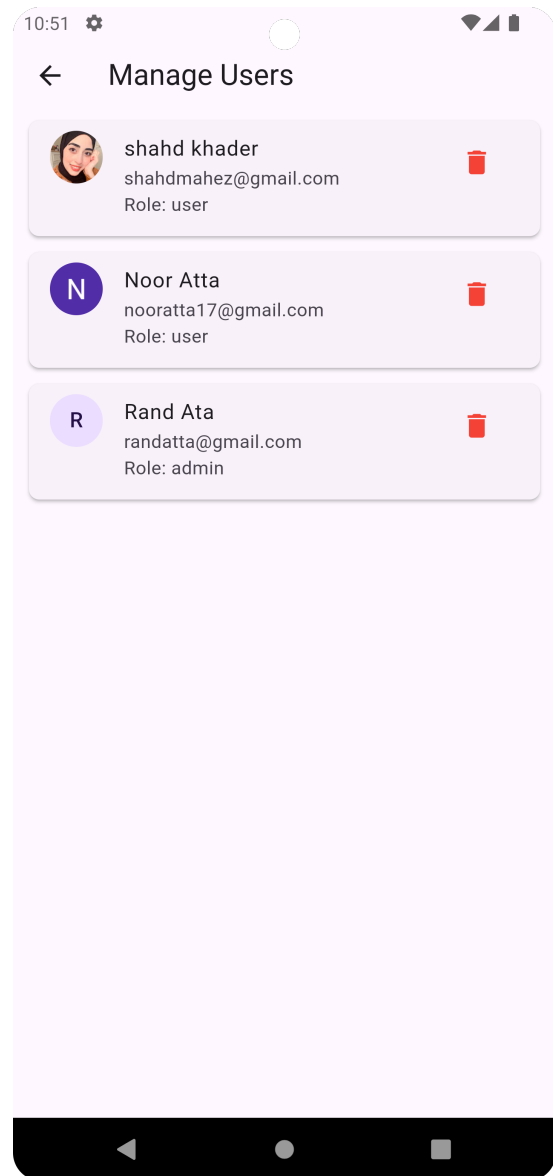 10:51
Manage Users
shahd khader
shahdmahez@gmail.com
Role: user
N
Noor Atta
nooratta17@gmail.com
Role: user
R
Rand Ata
randatta@gmail.com
Role: admin